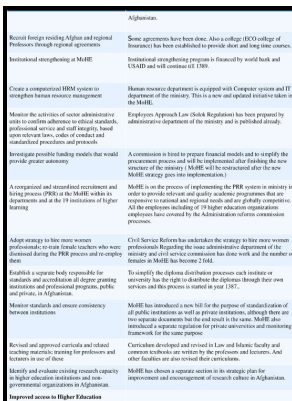 Afghanistan.
Recruit foreign residing Afghan and regional
Professors through regional agreements
Some agreements have been done. Also a college (ECO college of
Insurance) has been established to provide short and long time courses.
Institutional strengthening at MoHE.
Institutional strengthening program is financed by world bank and
USAID and will continue till 1389.
Create a computerized HRM system to
strengthen human resource management
Human resource department is equipped with Computer system and IT
department of the ministry. This is a new and updated initiative taken in
the MoHE.
Monitor the activities of sector administrative
units to confirm adherence to ethical standards,
professional service and staff integrity, based
upon relevant laws, codes of conduct and
standardized procedures and protocols
Employees Approach Law (Solok Regulation) has been prepared by
administrative department of the ministry and is published already.
Investigate possible funding models that would
provide greater autonomy
A commission is hired to prepare financial models and to simplify the
procurement process and will be implemented after finishing the new
structure of the ministry ( MoHE will be restructured after the new
MoHE strategy goes into implementation.)
A reorganized and streamlined recruitment and
hiring process (PRR) at the MoHE within its
departments and at the 19 institutions of higher
learning
MoHE is on the process of implementing the PRR system in ministry in
order to provide relevant and quality academic programmes that are
responsive to national and regional needs and are globally competitive.
All the employees including of 19 higher education organizations
employees have covered by the Administration reforms commission
processes.
Adopt strategy to hire more women
professionals; re-train female teachers who were
dismissed during the PRR process and re-employ
them
Civil Service Reform has undertaken the strategy to hire more women
professionals Regarding the issue administrative department of the
ministry and civil service commission has done work and the number of
females in MoHE has become 2 fold.
Establish a separate body responsible for
standards and accreditation all degree granting
institutions and professional programs, public
and private, in Afghanistan.
To simplify the diploma distribution processes each institute or
university has the right to distribute the diplomas through their own
services and this process is started in year 1387..
Monitor standards and ensure consistency
between institutions
MoHE has introduced a new bill for the purpose of standardization of
all public institutions as well as private institutions, although there are
two separate documents but the end result is the same. MoHE also
introduced a separate regulation for private universities and monitoring
framework for the same purpose
Revised and approved curricula and related
teaching materials; training for professors and
lecturers in use of these
Curriculum developed and revised in Law and Islamic faculty and
common textbooks are written by the professors and lecturers. And
other faculties are also revised their curriculums.
Identify and evaluate existing research capacity
in higher education institutions and non-
governmental organizations in Afghanistan.
MoHE has chosen a separate section in its strategic plan for
improvement and encouragement of research culture in Afghanistan.
Improved access to Higher Education